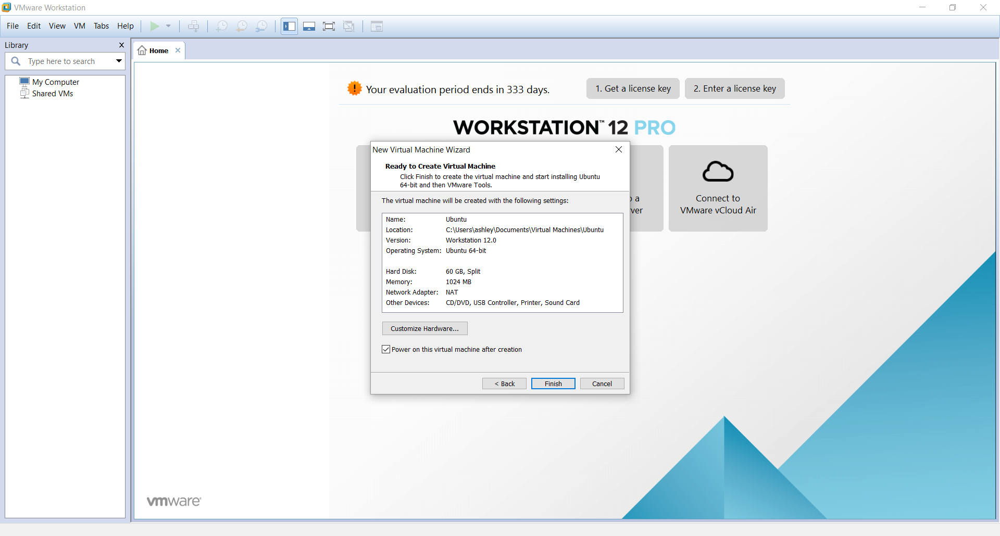 VMware Workstation
File Edit View VM Tabs Help
Library
Type here to search
My Computer
Shared VMs
Home
! Your evaluation period ends in 333 days.
1. Get a license key
2. Enter a license key
WORKSTATION™ 12 PRO
New Virtual Machine Wizard
Ready to Create Virtual Machine
Click Finish to create the virtual machine and start installing Ubuntu
64-bit and then VMware Tools.
The virtual machine will be created with the following settings:
Name: Ubuntu
Location: C:\Users\ashley\Documents\Virtual Machines\Ubuntu
Version: Workstation 12.0
Operating System: Ubuntu 64-bit
Hard Disk: 60 GB, Split
Memory: 1024 MB
Network Adapter: NAT
Other Devices: CD/DVD, USB Controller, Printer, Sound Card
Customize Hardware...
Power on this virtual machine after creation
< Back
Finish
Cancel
a
ver
Connect to
VMware vCloud Air
vmware®